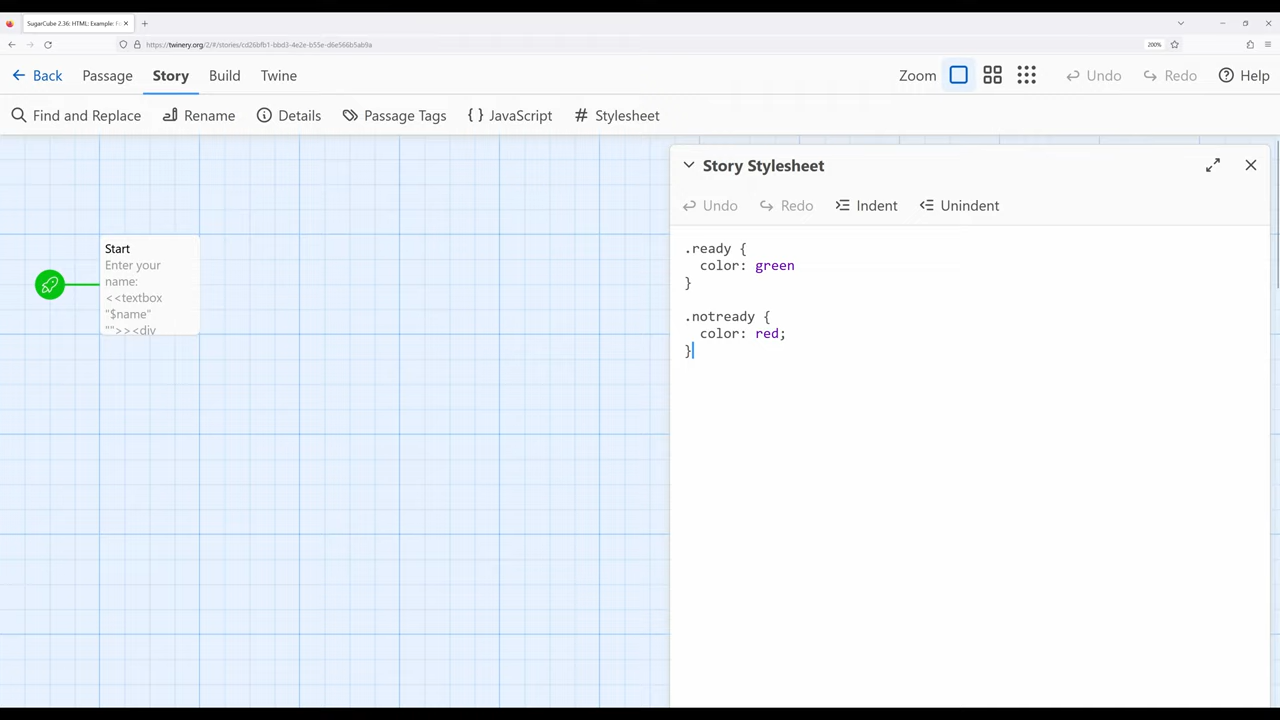 SugarCube 2.36: HTML: Example: F
https://twinery.org/2/#/stories/cd26bfb1-bbd3-4e2e-b55e-d6e566b5ab9a
200%
Back
Passage
Story
Build
Twine
Zoom
Undo
Redo
Help
Find and Replace
Rename
Details
Passage Tags
{ } JavaScript
# Stylesheet
Start
Enter your
name:
<<textbox
"$name"
"">><div
Story Stylesheet
Undo
Redo
Indent
Unindent
.ready {
color: green
}
.notready {
color: red;
}